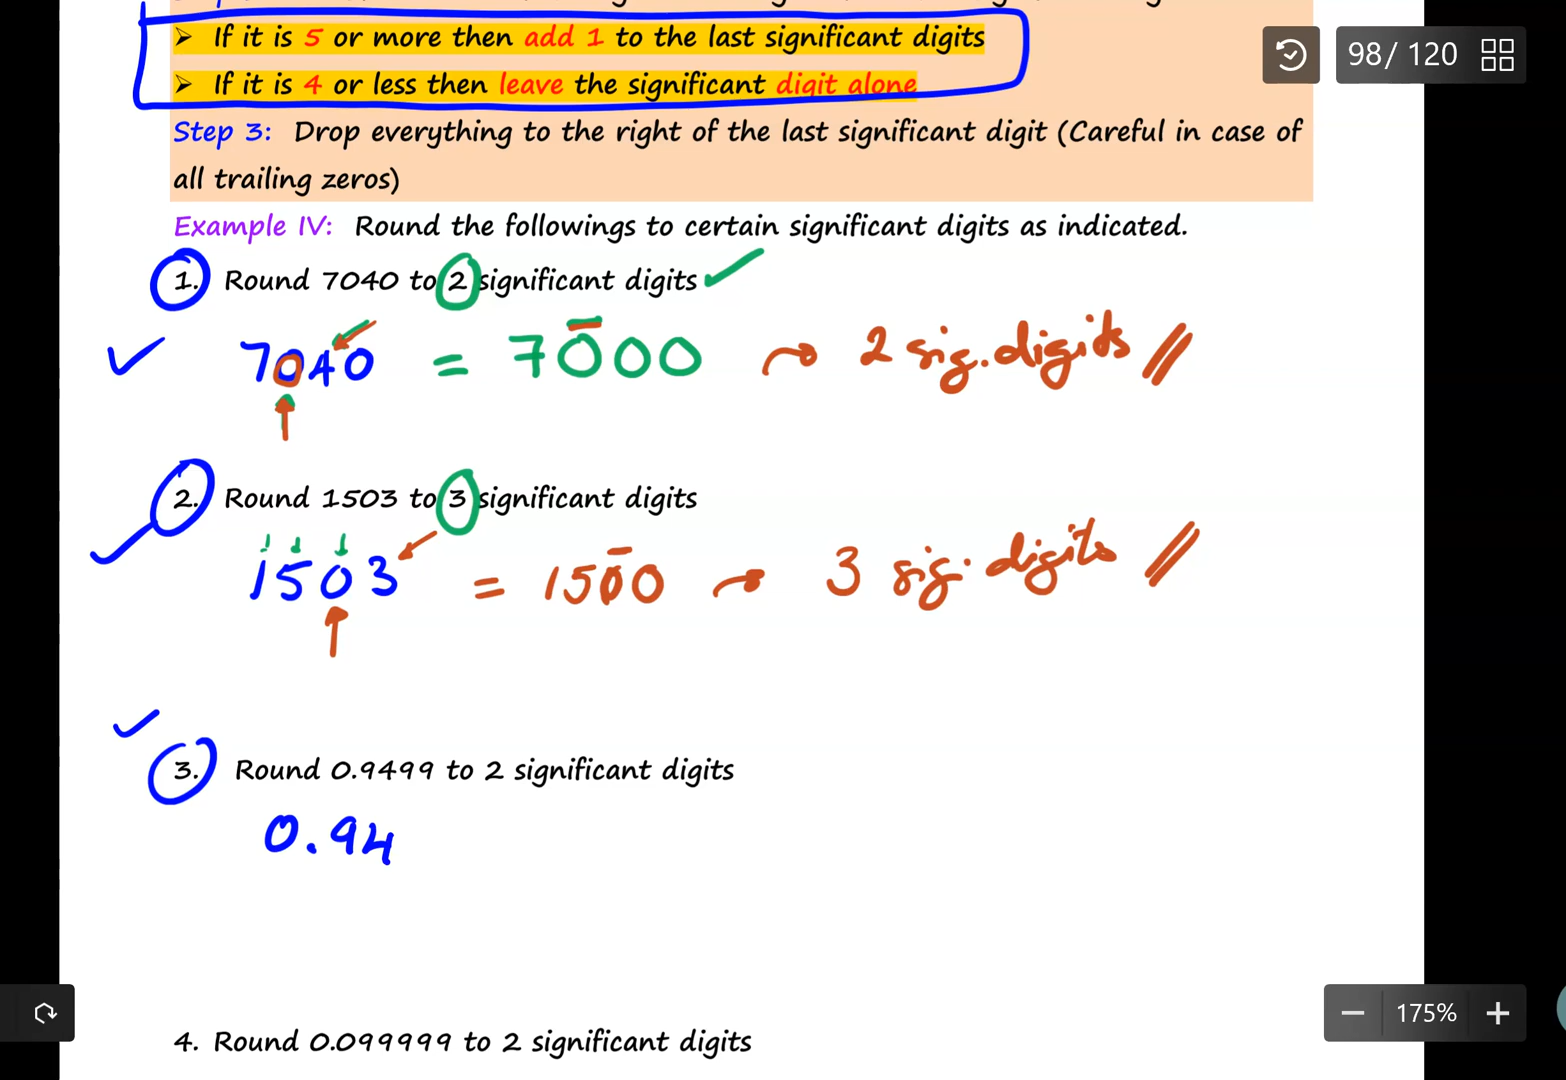 ➢ If it is 5 or more then add 1 to the last significant digits
➢ If it is 4 or less then leave the significant digit alone
Step 3: Drop everything to the right of the last significant digit (Careful in case of
all trailing zeros)
Example IV: Round the followings to certain significant digits as indicated.
1. Round 7040 to 2 significant digits
7040 = 70̅00 2 sig. digits
2. Round 1503 to 3 significant digits
1503 = 150̅0 3 sig. digits
3. Round 0.9499 to 2 significant digits
0.94
4. Round 0.099999 to 2 significant digits
98/ 120
175%